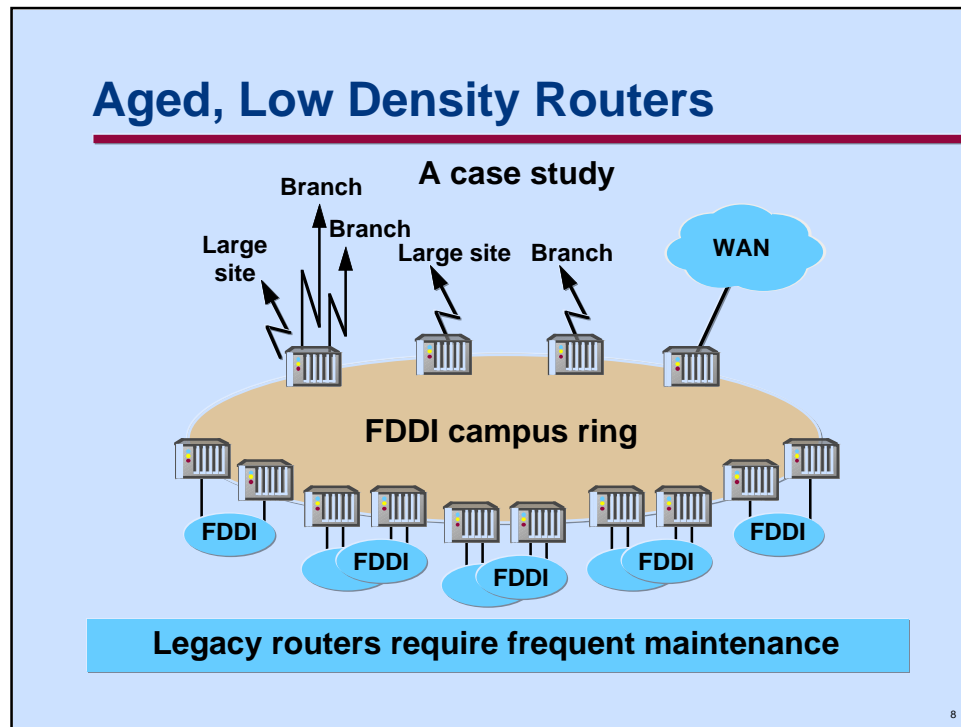 Aged, Low Density Routers
A case study
Branch
Branch
Large
site
Large site
Branch
WAN
FDDI campus ring
FDDI
FDDI
FDDI
FDDI
FDDI
Legacy routers require frequent maintenance
8